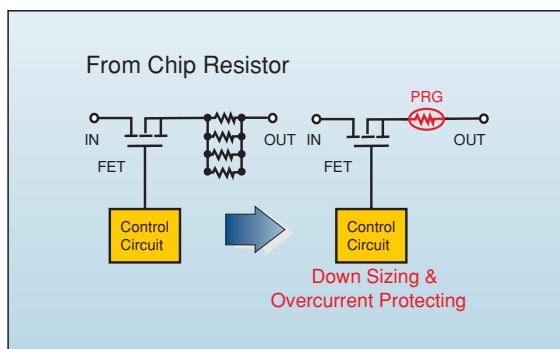 From Chip Resistor
IN
FET
OUT
Control
Circuit
PRG
IN
FET
OUT
Control
Circuit
Down Sizing &
Overcurrent Protecting